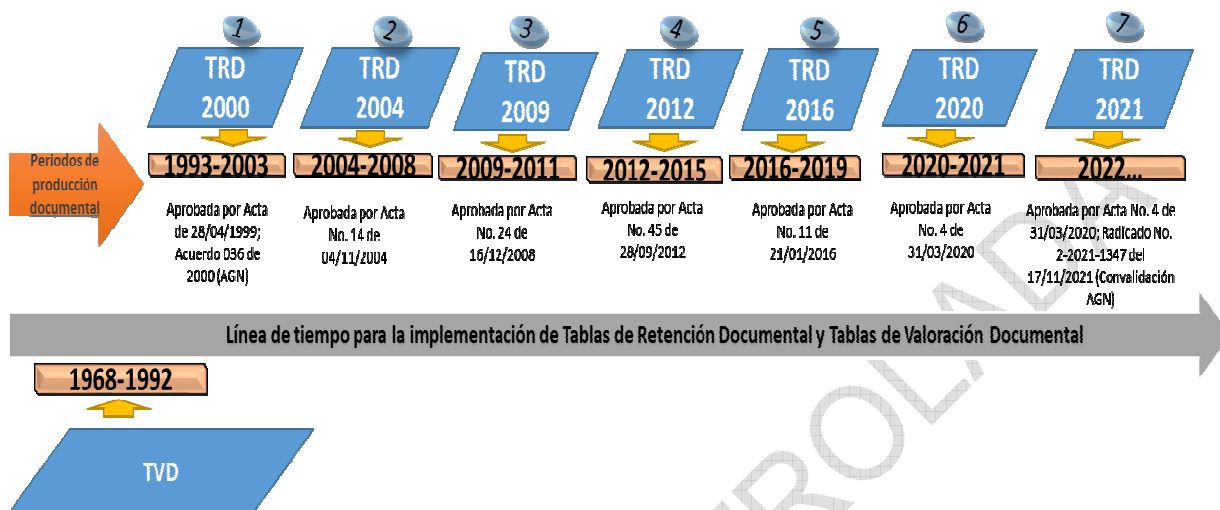 1
2
3
4
5
6
7
TRD
2000
TRD
2004
TRD
2009
TRD
2012
TRD
2016
TRD
2020
TRD
2021
Periodos de
producción
documental
1993-2003
2004-2008
2009-2011
2012-2015
2016-2019
2020-2021
2022...
Aprobada por Acta
de 28/04/1999;
Acuerdo 036 de
2000 (AGN)
Aprobada por Acta
No. 14 de
04/11/2004
Aprobada por Acta
No. 24 de
16/12/2008
Aprobada por Acta
No. 45 de
28/09/2012
Aprobada por Acta
No. 11 de
21/01/2016
Aprobada por Acta
No. 4 de
31/03/2020
Aprobada por Acta No. 4 de
31/03/2020; Radicado No.
2-2021-1347 del
17/11/2021 (Convalidación
AGN)
Línea de tiempo para la implementación de Tablas de Retención Documental y Tablas de Valoración Documental
1968-1992
TVD
TROLADA